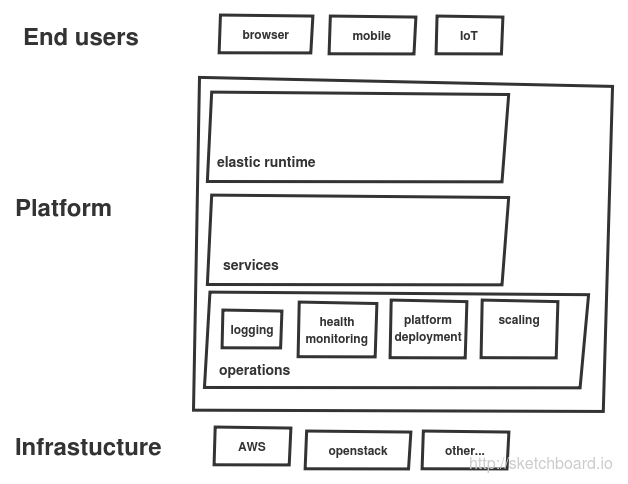 End users
browser
mobile
IoT
elastic runtime
Platform
services
logging
health
monitoring
platform
deployment
scaling
operations
Infrastucture
AWS
openstack
other...
http://sketchboard.io